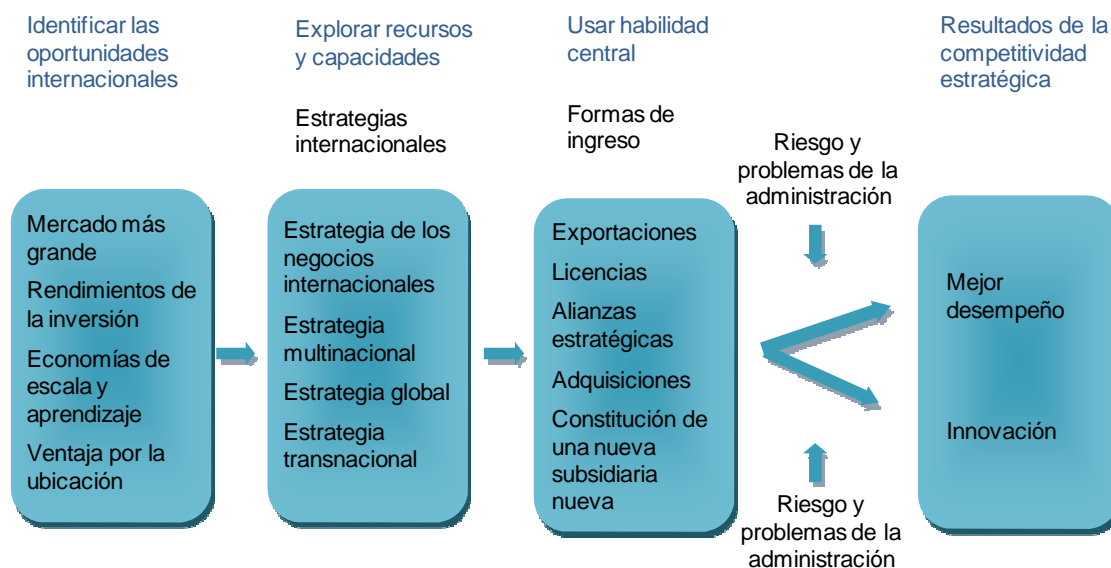 Identificar las
oportunidades
internacionales
Explorar recursos
y capacidades
Usar habilidad
central
Resultados de la
competitividad
estratégica
Estrategias
internacionales
Formas de
ingreso
Riesgo y
problemas de la
administración
Mercado más
grande
Rendimientos de
la inversión
Economías de
escala y
aprendizaje
Ventaja por la
ubicación
Estrategia de los
negocios
internacionales
Estrategia
multinacional
Estrategia global
Estrategia
transnacional
Exportaciones
Licencias
Alianzas
estratégicas
Adquisiciones
Constitución de
una nueva
subsidiaria
nueva
Mejor
desempeño
Innovación
Riesgo y
problemas de la
administración